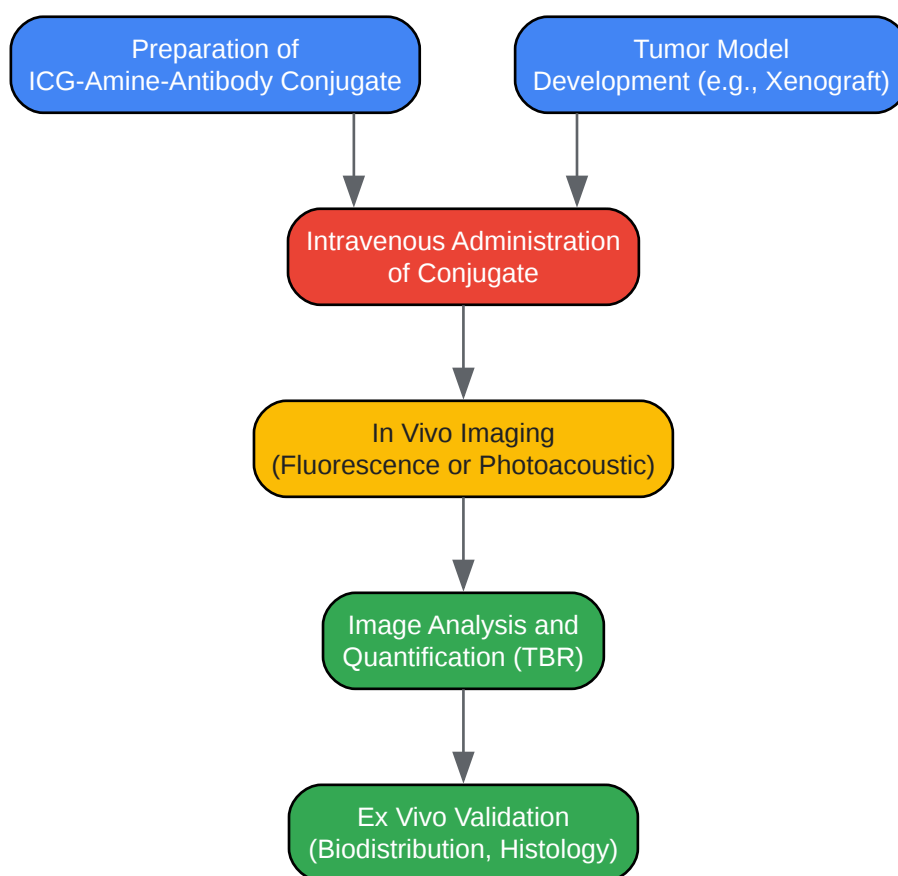 Preparation of
ICG-Amine-Antibody Conjugate
Tumor Model
Development (e.g., Xenograft)
Intravenous Administration
of Conjugate
In Vivo Imaging
(Fluorescence or Photoacoustic)
Image Analysis and
Quantification (TBR)
Ex Vivo Validation
(Biodistribution, Histology)